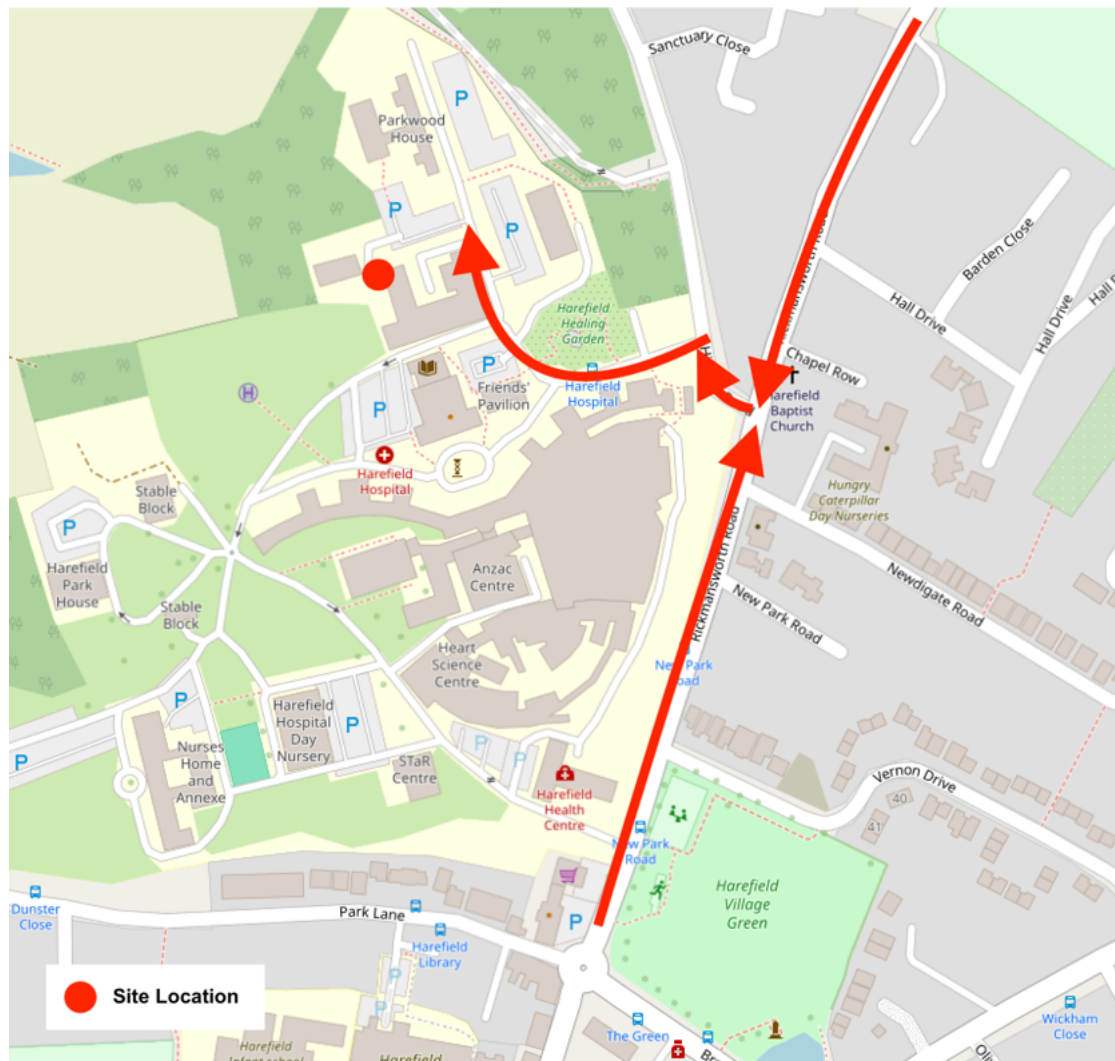 Sanctuary Close
P
Parkwood
House
P
P
Barden Close
Hall Drive
Hall Drive
Harefield
Healing
Garden
Chapel Row
H
P
Friends'
Pavilion
P
Harefield
Hospital
Harefield
Baptist
Church
Harefield
Hospital
Hungry
Caterpillar
Day Nurseries
Stable
Block
P
Harefield
Park
House
Anzac
Centre
Rickmansworth Road
Newdigate Road
New Park Road
Stable
Block
Heart
Science
Centre
New Park
Road
P
Harefield
Hospital
Day
Nursery
P
P
P
P
Nurses
Home
and
Annexe
STaR
Centre
Harefield
Health
Centre
Vernon Drive
40
41
New Park
Road
Harefield
Village
Green
Dunster
Close
Park Lane
P
Harefield
Library
P
P
Site Location
The Green
Wickham
Close
Harefield
Infant school
Harefield